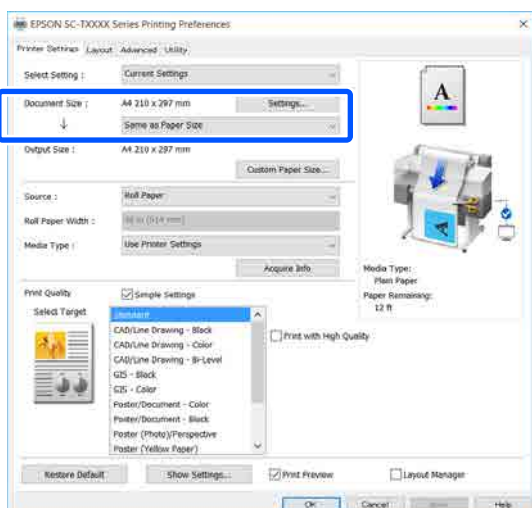 EPSON SC-TXXXX Series Printing Preferences
Printer Settings Layout Advanced Utility
Select Setting : Current Settings
Document Size : A4 210 x 297 mm Settings...
↓ Same as Paper Size
Output Size : A4 210 x 297 mm
Custom Paper Size...
Source : Roll Paper
Roll Paper Width :
Media Type : Use Printer Settings
Acquire Info
A
Media Type:
Plain Paper
Paper Remaining:
12 ft
Print Quality Simple Settings
Select Target
Standard
CAD/Line Drawing - Black
CAD/Line Drawing - Color
CAD/Line Drawing - Bi-Level
GIS - Black
GIS - Color
Poster/Document - Color
Poster/Document - Black
Poster (Photo)/Perspective
Poster (Yellow Paper)
Print with High Quality
Restore Default Show Settings... Print Preview Layout Manager
OK Cancel Help